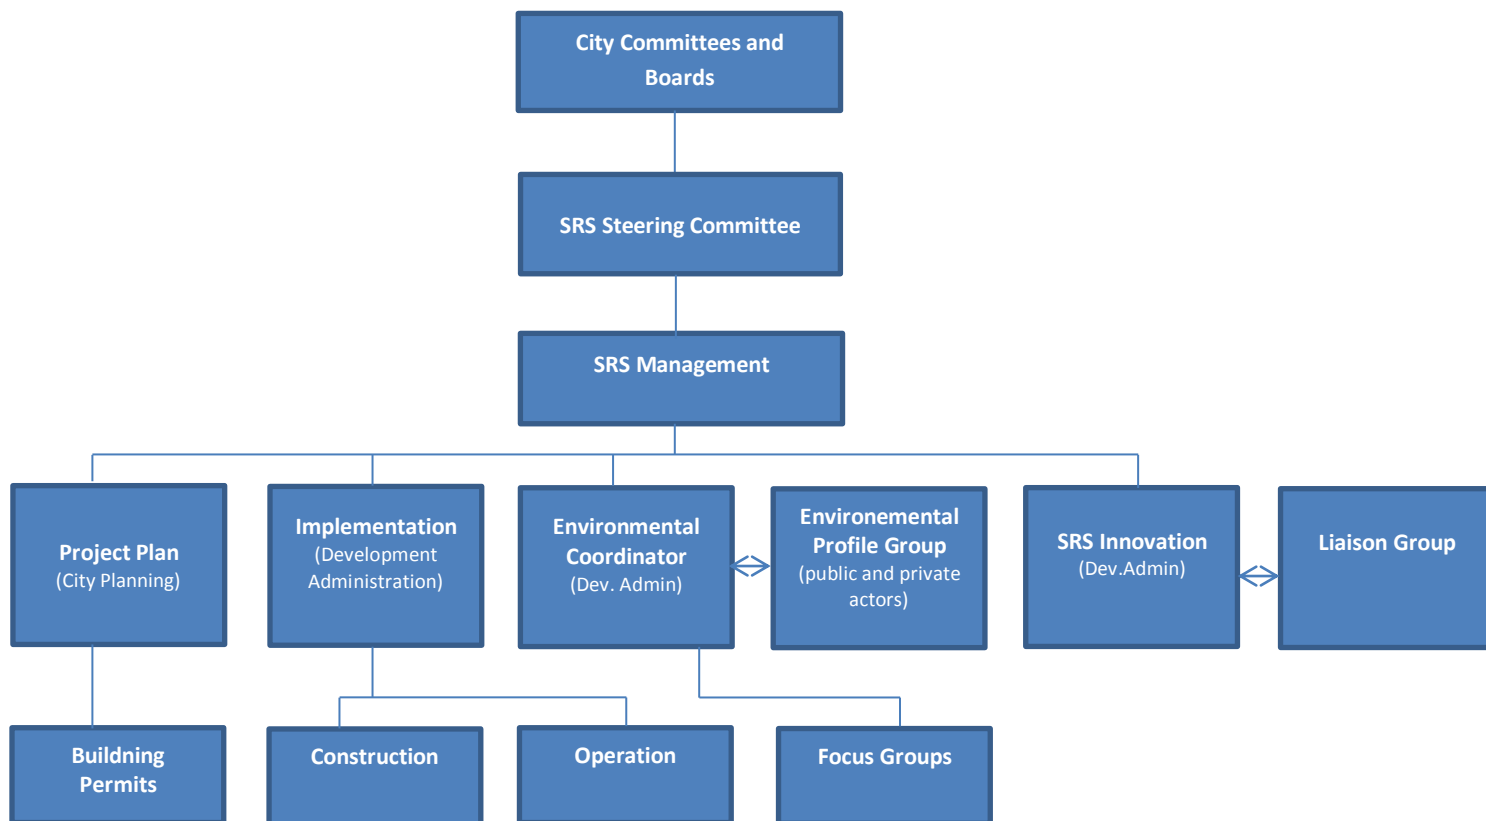 City Committees and
Boards
SRS Steering Committee
SRS Management
Project Plan
(City Planning)
Implementation
(Development
Administration)
Environmental
Coordinator
(Dev. Admin)
Environemental
Profile Group
(public and private
actors)
SRS Innovation
(Dev.Admin)
Liaison Group
Buildning
Permits
Construction
Operation
Focus Groups